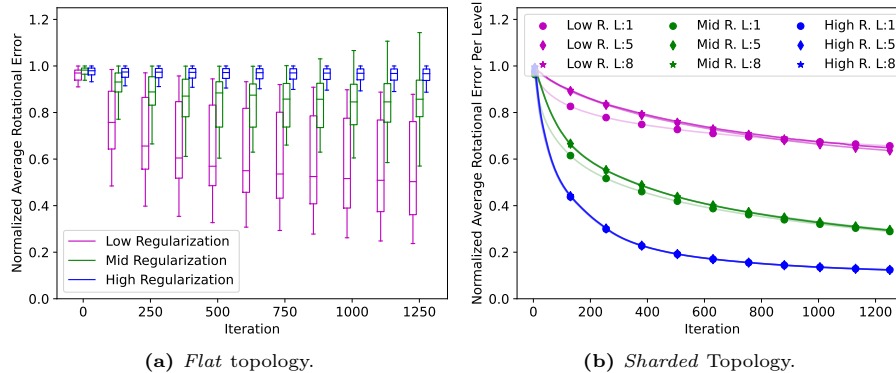 Normalized Average Rotational Error
1.2
1.0
0.8
0.6
0.4
0.2
0.0
Low Regularization
Mid Regularization
High Regularization
0 250 500 750 1000 1250
Iteration
(a) Flat topology.
Normalized Average Rotational Error Per Level
1.2
1.0
0.8
0.6
0.4
0.2
0.0
Low R. L:1 Mid R. L:1 High R. L:1
Low R. L:5 Mid R. L:5 High R. L:5
Low R. L:8 Mid R. L:8 High R. L:8
0 200 400 600 800 1000 1200
Iteration
(b) Sharded Topology.